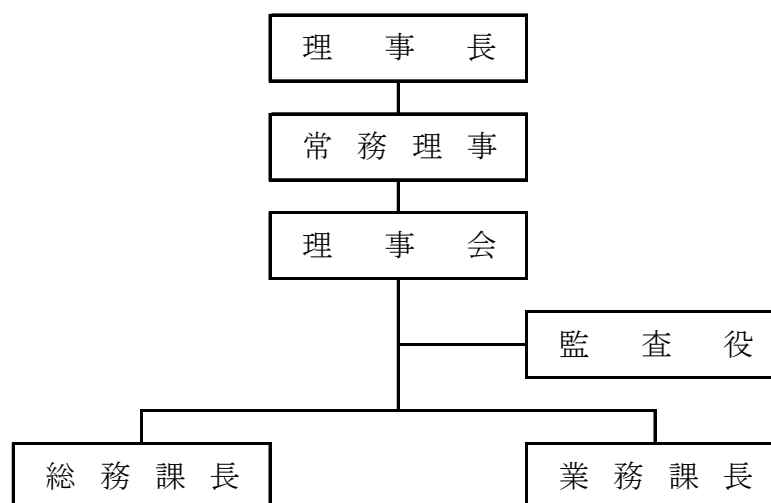 理事長
常務理事
理事会
監査役
総務課長
業務課長